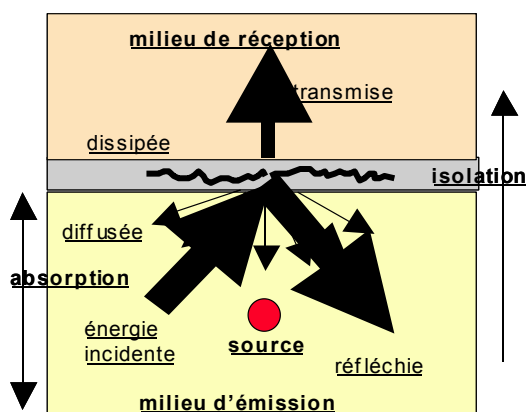 milieu de réception
transmise
dissipée
isolation
diffusée
absorption
énergie
incidente
source
réfléchie
milieu d'émission